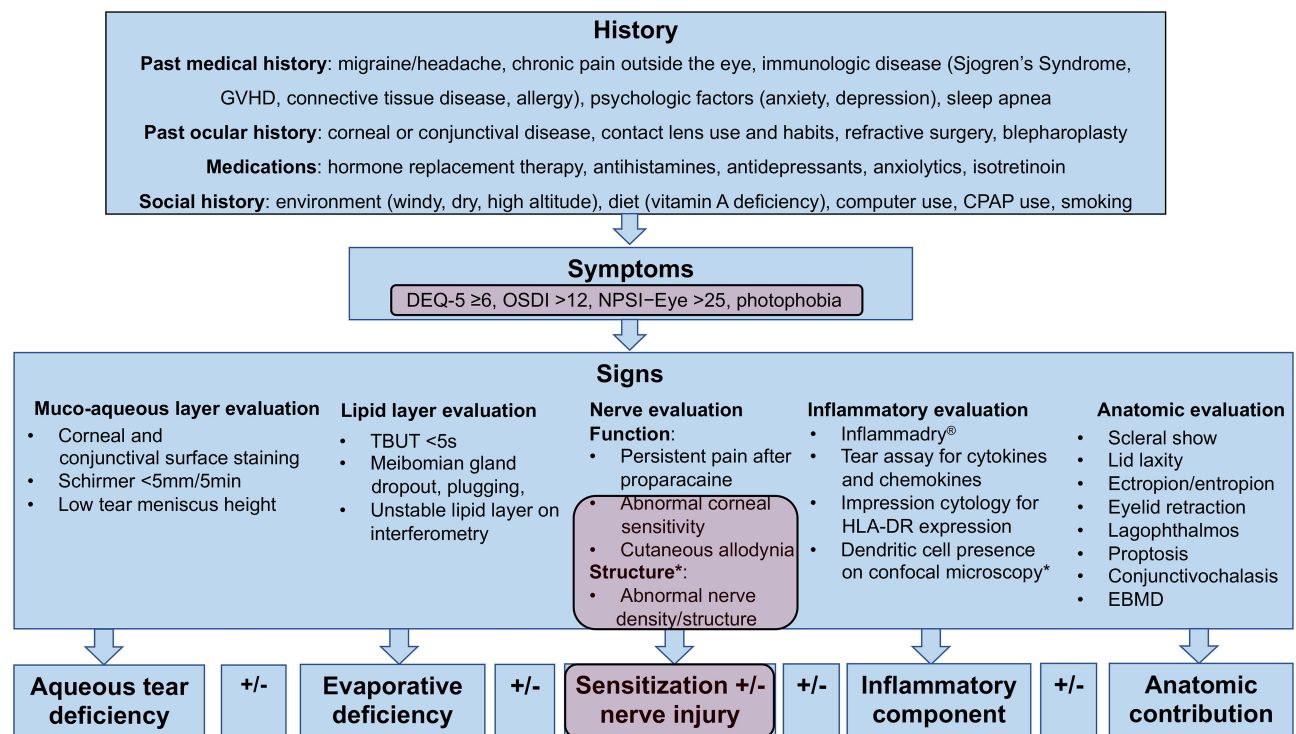 History
Past medical history: migraine/headache, chronic pain outside the eye, immunologic disease (Sjogren's Syndrome,
GVHD, connective tissue disease, allergy), psychologic factors (anxiety, depression), sleep apnea
Past ocular history: corneal or conjunctival disease, contact lens use and habits, refractive surgery, blepharoplasty
Medications: hormone replacement therapy, antihistamines, antidepressants, anxiolytics, isotretinoin
Social history: environment (windy, dry, high altitude), diet (vitamin A deficiency), computer use, CPAP use, smoking
Symptoms
DEQ-5 ≥6, OSDI >12, NPSI−Eye >25, photophobia
Signs
Muco-aqueous layer evaluation
• Corneal and
conjunctival surface staining
• Schirmer <5mm/5min
• Low tear meniscus height
Lipid layer evaluation
• TBUT <5s
• Meibomian gland
dropout, plugging,
• Unstable lipid layer on
interferometry
Nerve evaluation
Function:
• Persistent pain after
proparacaine
• Abnormal corneal
sensitivity
• Cutaneous allodynia
Structure*:
• Abnormal nerve
density/structure
Inflammatory evaluation
• Inflammadry®
• Tear assay for cytokines
and chemokines
• Impression cytology for
HLA-DR expression
• Dendritic cell presence
on confocal microscopy*
Anatomic evaluation
• Scleral show
• Lid laxity
• Ectropion/entropion
• Eyelid retraction
• Lagophthalmos
• Proptosis
• Conjunctivochalasis
• EBMD
Aqueous tear
deficiency
+/-
Evaporative
deficiency
+/-
Sensitization +/-
nerve injury
+/-
Inflammatory
component
+/-
Anatomic
contribution